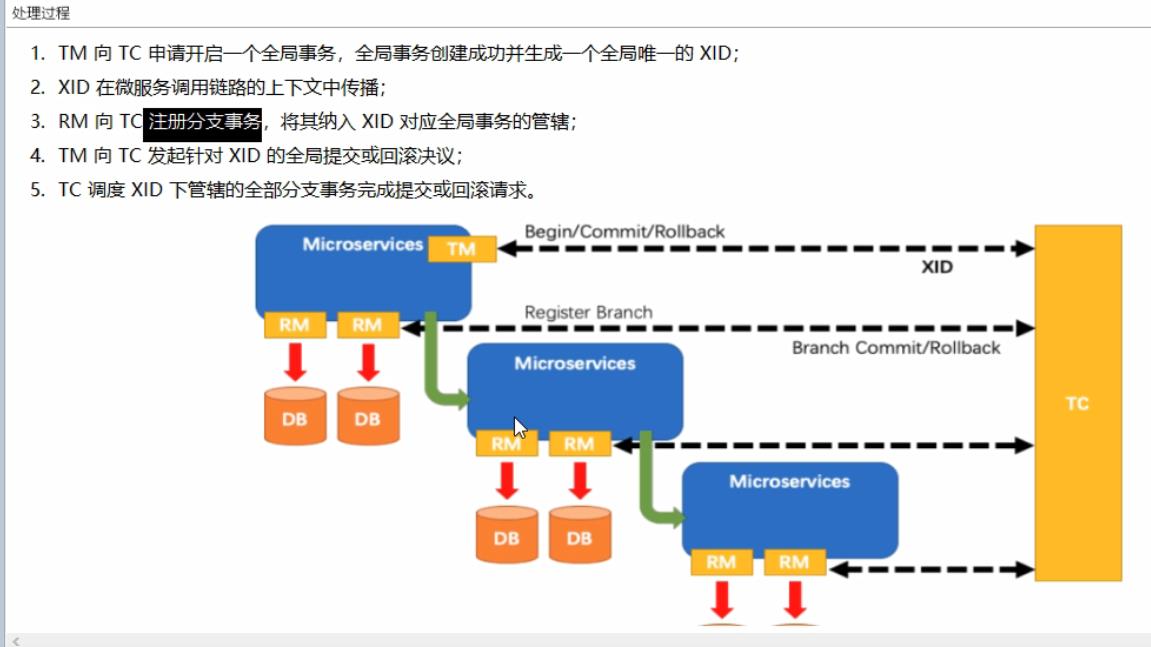 处理过程
1. TM 向 TC 申请开启一个全局事务，全局事务创建成功并生成一个全局唯一的 XID；
2. XID 在微服务调用链路的上下文中传播；
3. RM 向 TC 注册分支事务，将其纳入 XID 对应全局事务的管辖；
4. TM 向 TC 发起针对 XID 的全局提交或回滚决议；
5. TC 调度 XID 下管辖的全部分支事务完成提交或回滚请求。
Begin/Commit/Rollback
Microservices
TM
XID
Register Branch
RM
RM
Branch Commit/Rollback
Microservices
TC
DB
DB
RM
RM
Microservices
DB
DB
RM
RM